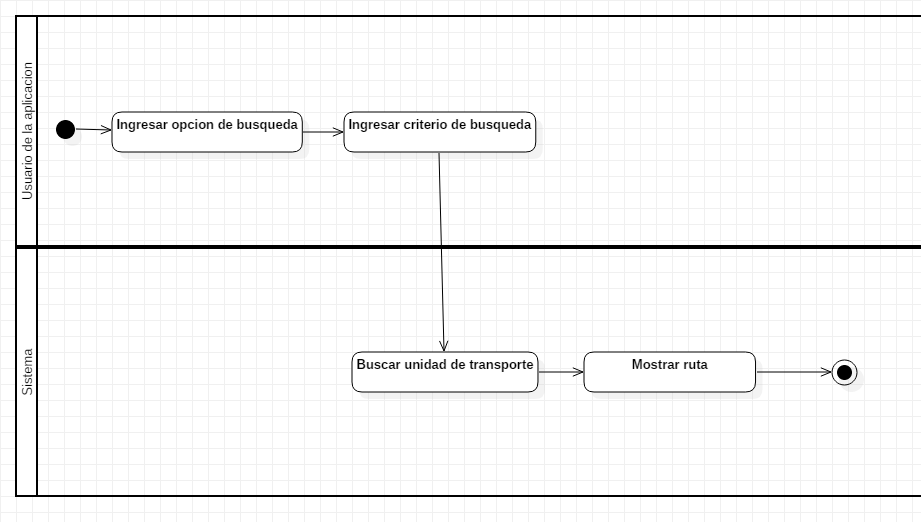 Usuario de la aplicacion
Ingresar opcion de busqueda
Ingresar criterio de busqueda
Sistema
Buscar unidad de transporte
Mostrar ruta